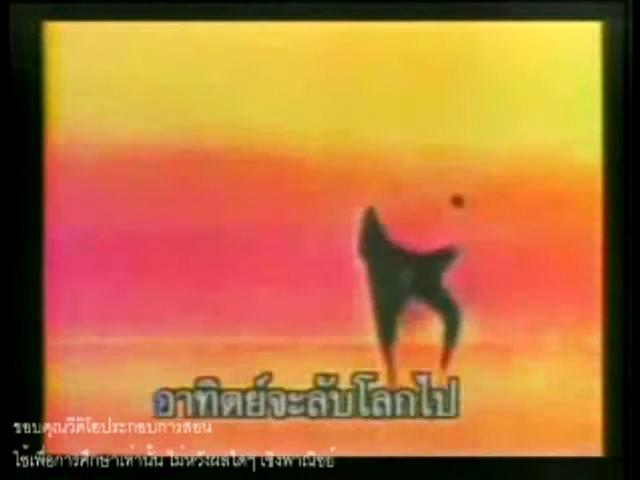 อาทิตย์จะลับโลกไป
ขอบคุณวีดีโอประกอบการสอน
ใช้เพื่อการศึกษาเท่านั้น ไม่หวังผลใดๆ เชิงพาณิชย์